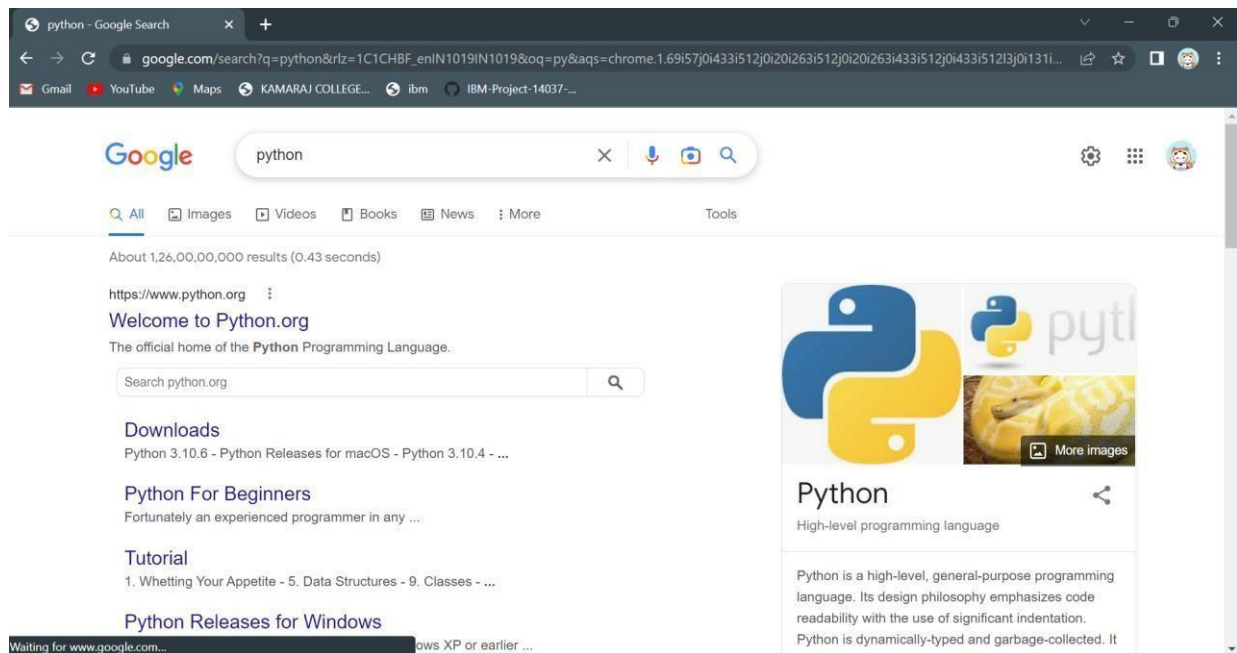 python - Google Search
google.com/search?q=python&rlz=1C1CHBF_enIN1019IN1019&oq=py&aqs=chrome.1.69i57j0i433i512j0i20i263i512j0i20i263i433i512j0i433i512l3j0i131i...
Gmail YouTube Maps KAMARAJ COLLEGE... ibm IBM-Project-14037-...
Google python
All Images Videos Books News More Tools
About 1,26,00,00,000 results (0.43 seconds)
https://www.python.org
Welcome to Python.org
The official home of the Python Programming Language.
Search python.org
Downloads
Python 3.10.6 - Python Releases for macOS - Python 3.10.4 - ...
Python For Beginners
Fortunately an experienced programmer in any ...
Tutorial
1. Whetting Your Appetite - 5. Data Structures - 9. Classes - ...
Python Releases for Windows
ows XP or earlier ...
Waiting for www.google.com...
pytl
More images
Python
High-level programming language
Python is a high-level, general-purpose programming
language. Its design philosophy emphasizes code
readability with the use of significant indentation.
Python is dynamically-typed and garbage-collected. It